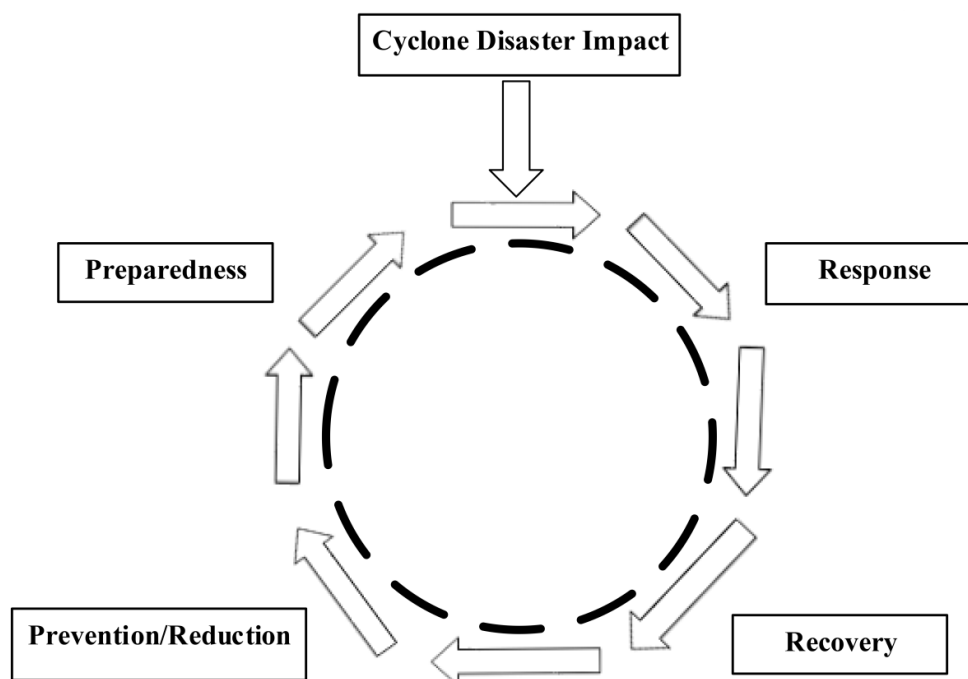 Cyclone Disaster Impact
Preparedness
Response
Prevention/Reduction
Recovery